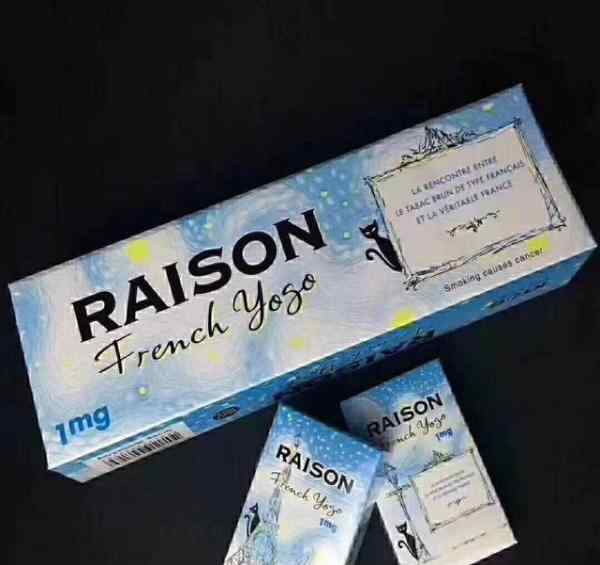 RAISON
French Yogo
1mg
LA RENCONTRE ENTRE
LE TABAC BRUN DE TYPE FRANÇAIS
ET LA VÉRITABLE FRANCE
Smoking causes cancer
RAISON
RAISON
French Yogo
1mg
RAISON
French Yogo
1mg